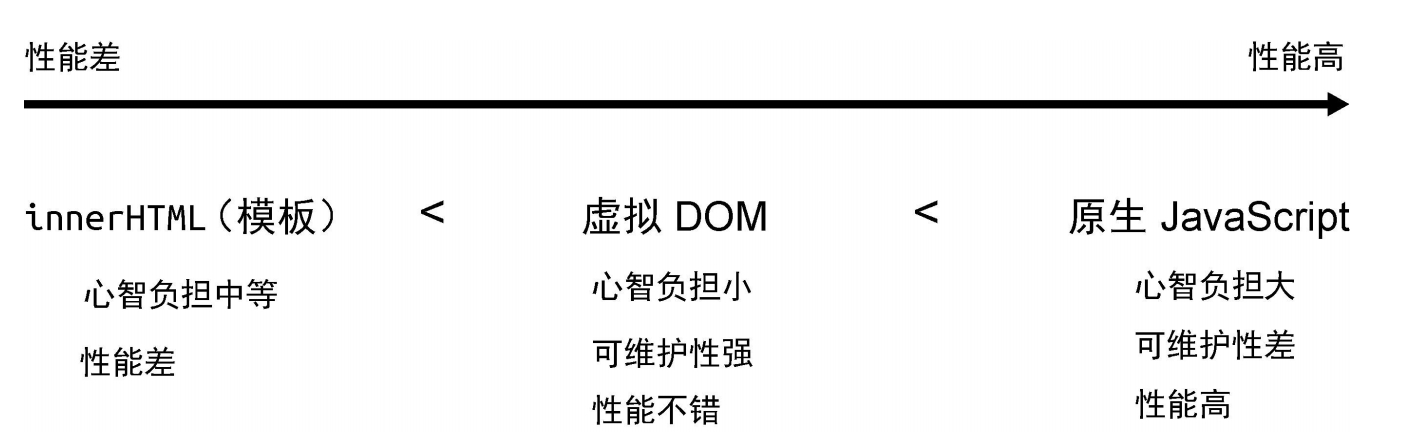 性能差 性能高
innerHTML（模板） < 虚拟 DOM < 原生 JavaScript
心智负担中等 心智负担小 心智负担大
性能差 可维护性强 可维护性差
性能不错 性能高